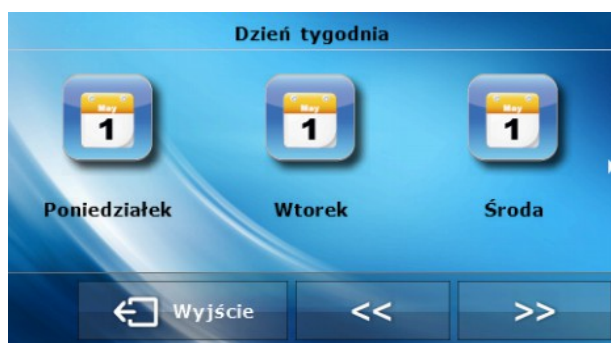 Dzień tygodnia
May May May
1 1 1
Poniedziałek Wtorek Środa
Wyjście << >>